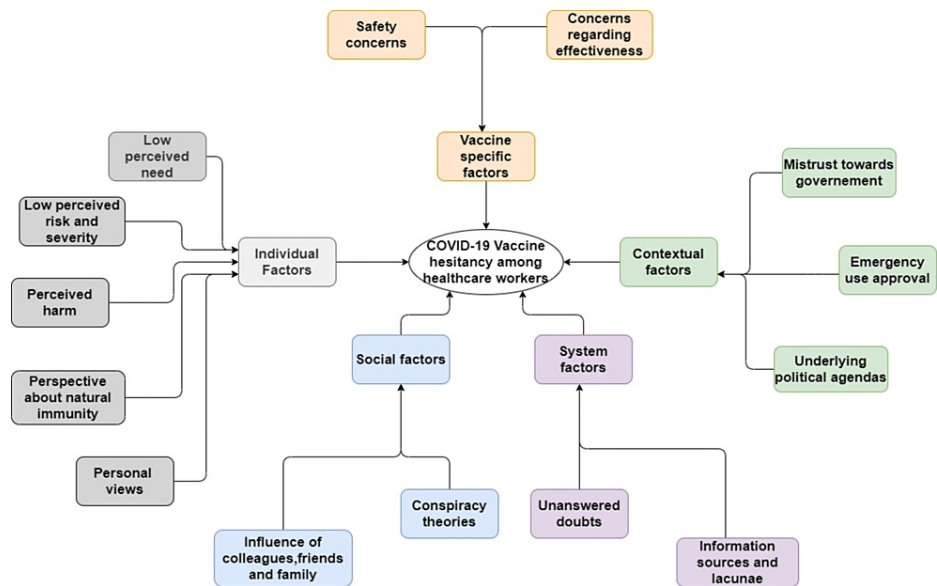 Safety
concerns
Concerns
regarding
effectiveness
Vaccine
specific
factors
Low
perceived
need
Low perceived
risk and
severity
Perceived
harm
Perspective
about natural
immunity
Personal
views
Individual
Factors
COVID-19 Vaccine
hesitancy among
healthcare workers
Contextual
factors
Mistrust towards
governement
Emergency
use approval
Underlying
political agendas
Social factors
System
factors
Influence of
colleagues,friends
and family
Conspiracy
theories
Unanswered
doubts
Information
sources and
lacunae